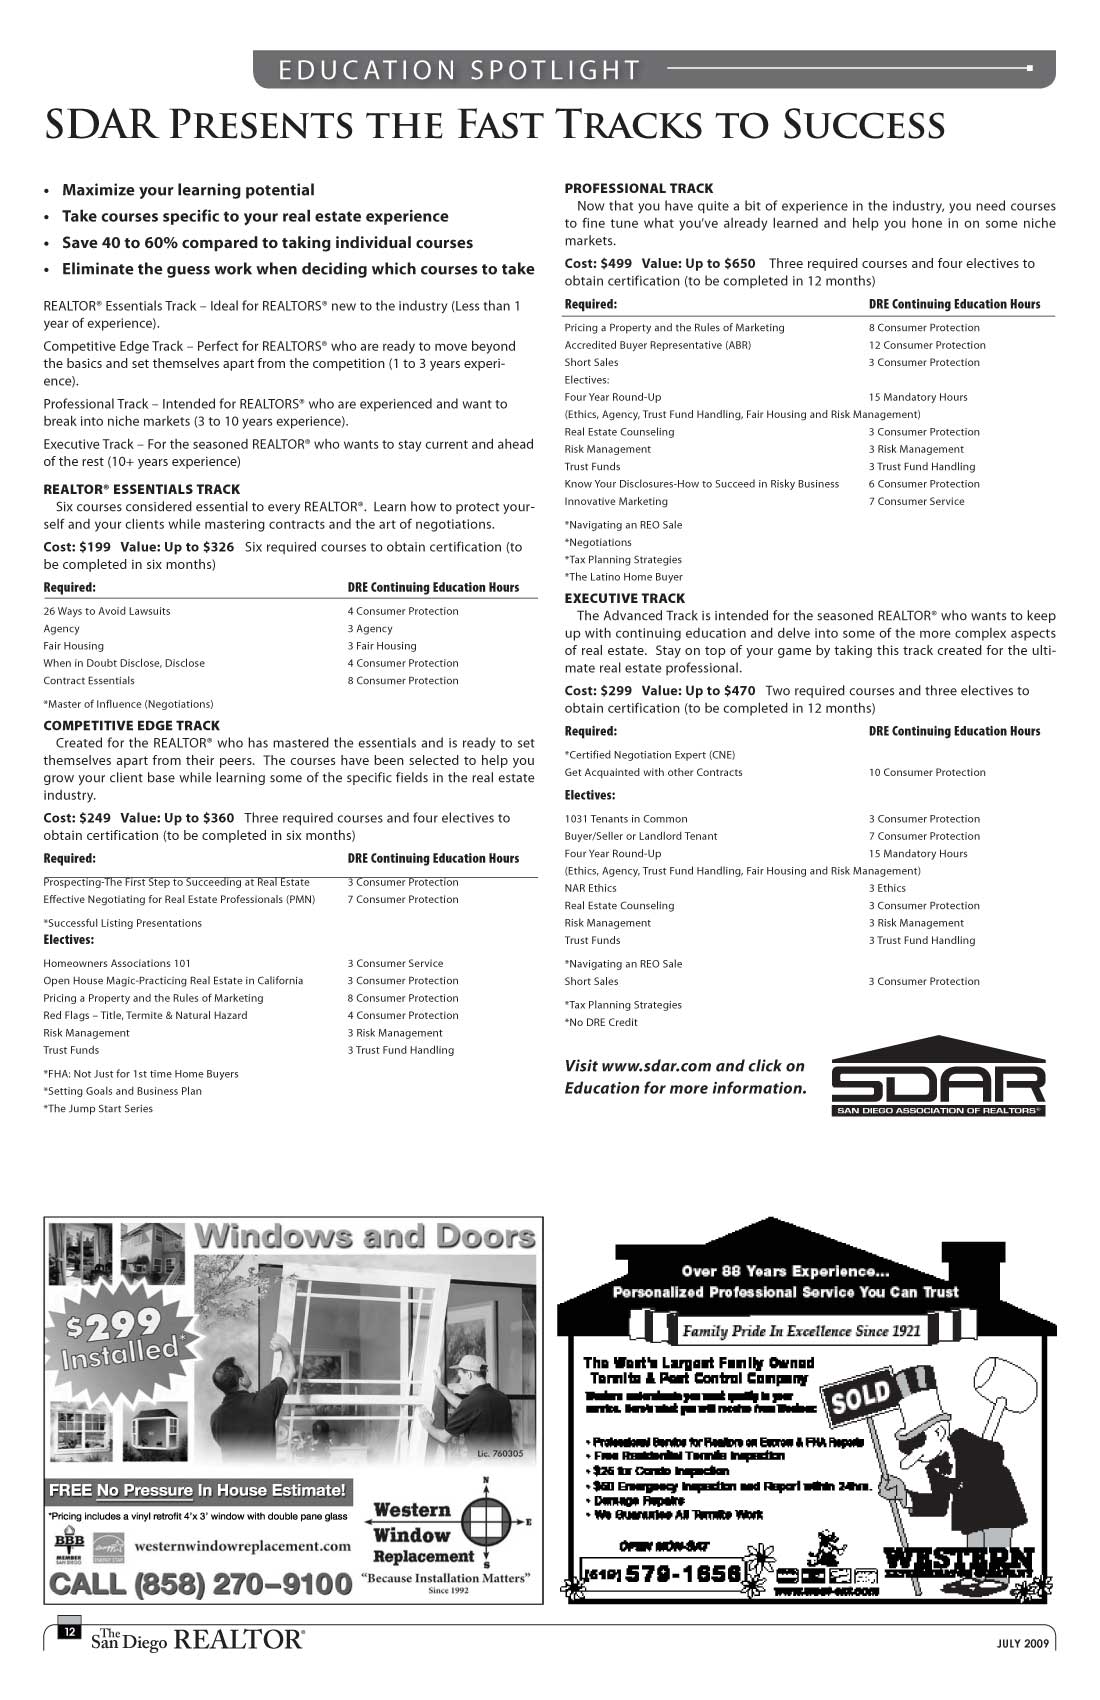 EDUCATION SPOTLIGHT
SDAR Presents the Fast Tracks to Success
• Maximize your learning potential
• Take courses specific to your real estate experience
• Save 40 to 60% compared to taking individual courses
• Eliminate the guess work when deciding which courses to take
REALTOR® Essentials Track – Ideal for REALTORS® new to the industry (Less than 1
year of experience).
Competitive Edge Track – Perfect for REALTORS® who are ready to move beyond
the basics and set themselves apart from the competition (1 to 3 years experi-
ence).
Professional Track – Intended for REALTORS® who are experienced and want to
break into niche markets (3 to 10 years experience).
Executive Track – For the seasoned REALTOR® who wants to stay current and ahead
of the rest (10+ years experience)
REALTOR® ESSENTIALS TRACK
Six courses considered essential to every REALTOR®. Learn how to protect your-
self and your clients while mastering contracts and the art of negotiations.
Cost: $199 Value: Up to $326 Six required courses to obtain certification (to
be completed in six months)
Required: DRE Continuing Education Hours
26 Ways to Avoid Lawsuits 4 Consumer Protection
Agency 3 Agency
Fair Housing 3 Fair Housing
When in Doubt Disclose, Disclose 4 Consumer Protection
Contract Essentials 8 Consumer Protection
*Master of Influence (Negotiations)
COMPETITIVE EDGE TRACK
Created for the REALTOR® who has mastered the essentials and is ready to set
themselves apart from their peers. The courses have been selected to help you
grow your client base while learning some of the specific fields in the real estate
industry.
Cost: $249 Value: Up to $360 Three required courses and four electives to
obtain certification (to be completed in six months)
Required: DRE Continuing Education Hours
Prospecting-The First Step to Succeeding at Real Estate 3 Consumer Protection
Effective Negotiating for Real Estate Professionals (PMN) 7 Consumer Protection
*Successful Listing Presentations
Electives:
Homeowners Associations 101 3 Consumer Service
Open House Magic-Practicing Real Estate in California 3 Consumer Protection
Pricing a Property and the Rules of Marketing 8 Consumer Protection
Red Flags – Title, Termite & Natural Hazard 4 Consumer Protection
Risk Management 3 Risk Management
Trust Funds 3 Trust Fund Handling
*FHA: Not Just for 1st time Home Buyers
*Setting Goals and Business Plan
*The Jump Start Series
PROFESSIONAL TRACK
Now that you have quite a bit of experience in the industry, you need courses
to fine tune what you've already learned and help you hone in on some niche
markets.
Cost: $499 Value: Up to $650 Three required courses and four electives to
obtain certification (to be completed in 12 months)
Required: DRE Continuing Education Hours
Pricing a Property and the Rules of Marketing 8 Consumer Protection
Accredited Buyer Representative (ABR) 12 Consumer Protection
Short Sales 3 Consumer Protection
Electives:
Four Year Round-Up 15 Mandatory Hours
(Ethics, Agency, Trust Fund Handling, Fair Housing and Risk Management)
Real Estate Counseling 3 Consumer Protection
Risk Management 3 Risk Management
Trust Funds 3 Trust Fund Handling
Know Your Disclosures-How to Succeed in Risky Business 6 Consumer Protection
Innovative Marketing 7 Consumer Service
*Navigating an REO Sale
*Negotiations
*Tax Planning Strategies
*The Latino Home Buyer
EXECUTIVE TRACK
The Advanced Track is intended for the seasoned REALTOR® who wants to keep
up with continuing education and delve into some of the more complex aspects
of real estate. Stay on top of your game by taking this track created for the ulti-
mate real estate professional.
Cost: $299 Value: Up to $470 Two required courses and three electives to
obtain certification (to be completed in 12 months)
Required: DRE Continuing Education Hours
*Certified Negotiation Expert (CNE)
Get Acquainted with other Contracts 10 Consumer Protection
Electives:
1031 Tenants in Common 3 Consumer Protection
Buyer/Seller or Landlord Tenant 7 Consumer Protection
Four Year Round-Up 15 Mandatory Hours
(Ethics, Agency, Trust Fund Handling, Fair Housing and Risk Management)
NAR Ethics 3 Ethics
Real Estate Counseling 3 Consumer Protection
Risk Management 3 Risk Management
Trust Funds 3 Trust Fund Handling
*Navigating an REO Sale
Short Sales 3 Consumer Protection
*Tax Planning Strategies
*No DRE Credit
Visit www.sdar.com and click on
Education for more information.
SDAR
SAN DIEGO ASSOCIATION OF REALTORS®
Windows and Doors
$299
Installed*
Lic. 760305
FREE No Pressure In House Estimate!
*Pricing includes a vinyl retrofit 4'x 3' window with double pane glass
BBB
MEMBER
SAN DIEGO
ENERGY STAR
westernwindowreplacement.com
CALL (858) 270-9100
Western
Window
Replacement
N
E
S
"Because Installation Matters"
Since 1992
Over 88 Years Experience...
Personalized Professional Service You Can Trust
Family Pride In Excellence Since 1921
The West's Largest Family Owned
Termite & Pest Control Company
Western understands you must qualify in your
service. Here's what you will receive from Western:
• Professional Service for Realtors on Escrow & FHA Reports
• Free Residential Termite Inspection
• $25 for Condo Inspection
• $60 Emergency Inspection and Report within 24hrs.
• Damage Repairs
• We Guarantee All Termite Work
SOLD
OPEN MON-SAT
(619) 579-1656
WESTERN
12
The San Diego REALTOR®
JULY 2009